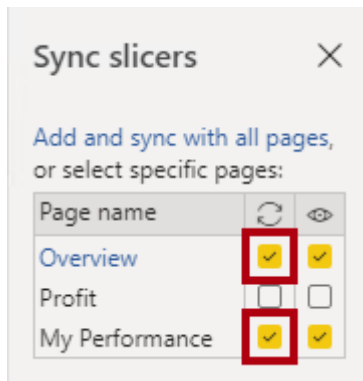 Sync slicers
Add and sync with all pages,
or select specific pages:
Page name
Overview
Profit
My Performance